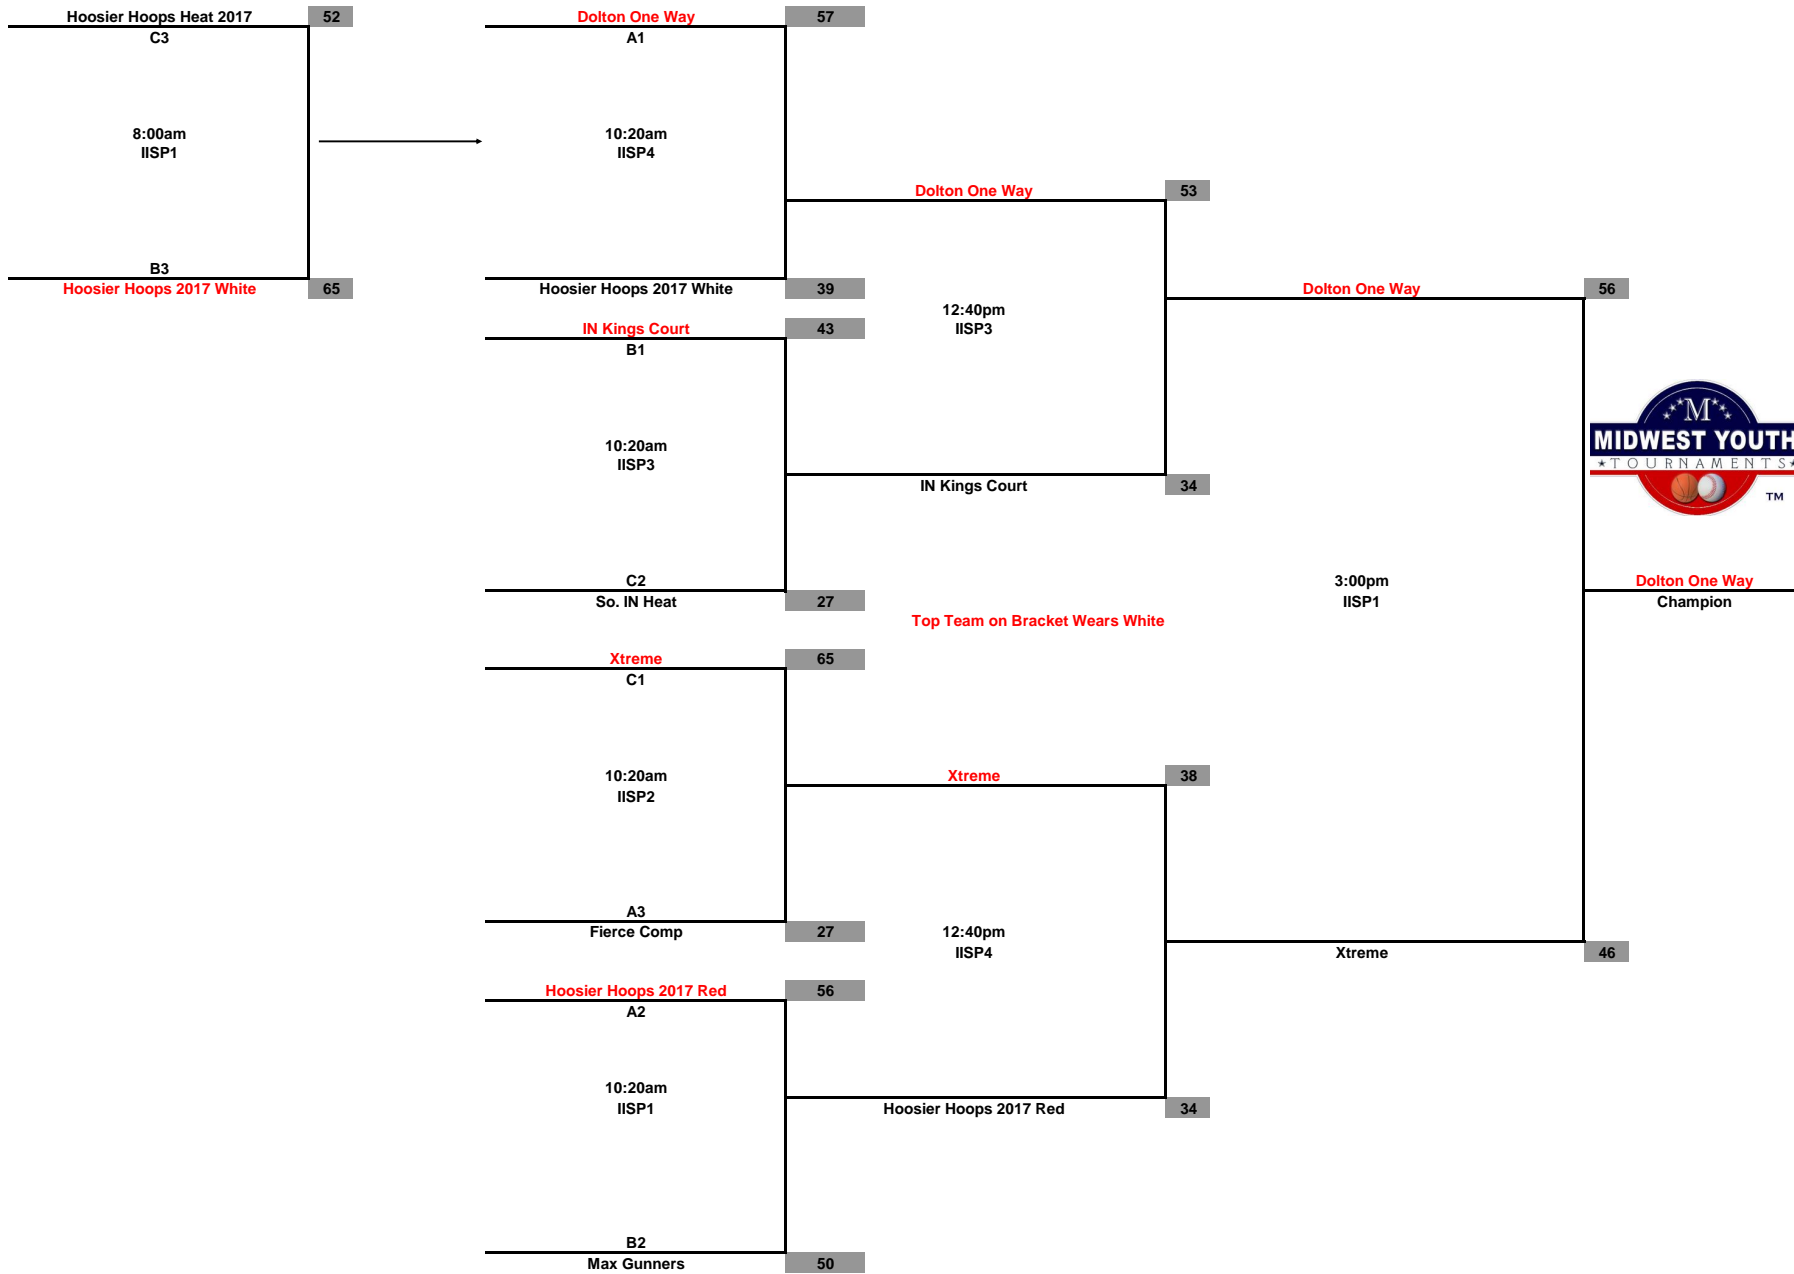 Hoosier Hoops Heat 2017 52
C3
8:00am
IISP1
B3
Hoosier Hoops 2017 White 65
Dolton One Way 57
A1
10:20am
IISP4
Hoosier Hoops 2017 White 39
IN Kings Court 43
B1
10:20am
IISP3
C2
So. IN Heat 27
Xtreme 65
C1
10:20am
IISP2
A3
Fierce Comp 27
Hoosier Hoops 2017 Red 56
A2
10:20am
IISP1
B2
Max Gunners 50
Dolton One Way 53
12:40pm
IISP3
IN Kings Court 34
Top Team on Bracket Wears White
Xtreme 38
12:40pm
IISP4
Hoosier Hoops 2017 Red 34
Dolton One Way 56
3:00pm
IISP1
Xtreme 46
M
MIDWEST YOUTH
TOURNAMENTS
TM
Dolton One Way
Champion